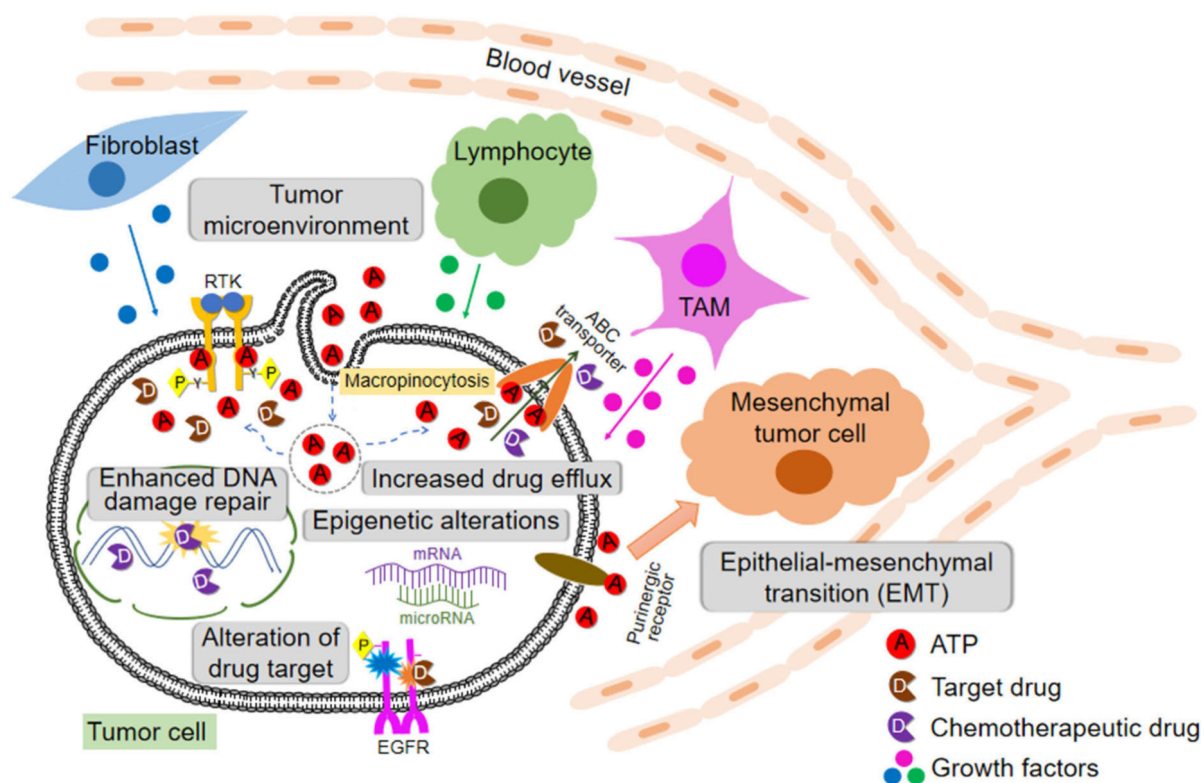 Blood vessel
Fibroblast
Lymphocyte
Tumor
microenvironment
RTK
A
A
A
A
TAM
ABC
transporter
D
D
A
A
P
Y
Y
P
Macropinocytosis
D
A
D
A
A
D
A
A
D
A
A
D
A
A
A
Mesenchymal
tumor cell
Enhanced DNA
damage repair
Increased drug efflux
D
D
D
Epigenetic alterations
mRNA
microRNA
A
A
A
Purinergic
receptor
Epithelial-mesenchymal
transition (EMT)
Alteration of
drug target
P
D
EGFR
Tumor cell
A ATP
D Target drug
D Chemotherapeutic drug
Growth factors